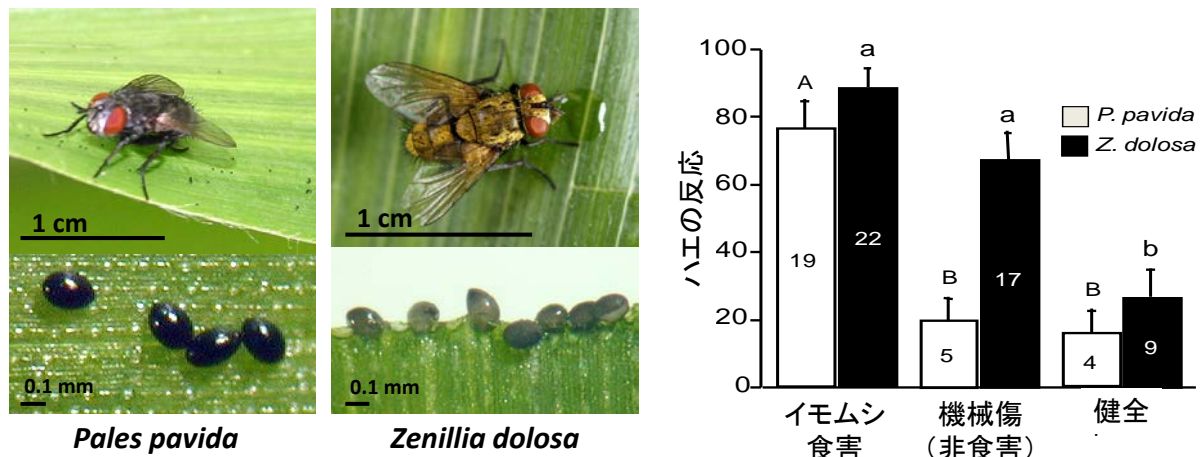 1 cm
0.1 mm
Pales pavida
1 cm
0.1 mm
Zenillia dolosa
ハエの反応
100
80
60
40
20
0
A
a
B
a
B
b
19
22
5
17
4
9
P. pavida
Z. dolosa
イモムシ
食害
機械傷
（非食害）
健全